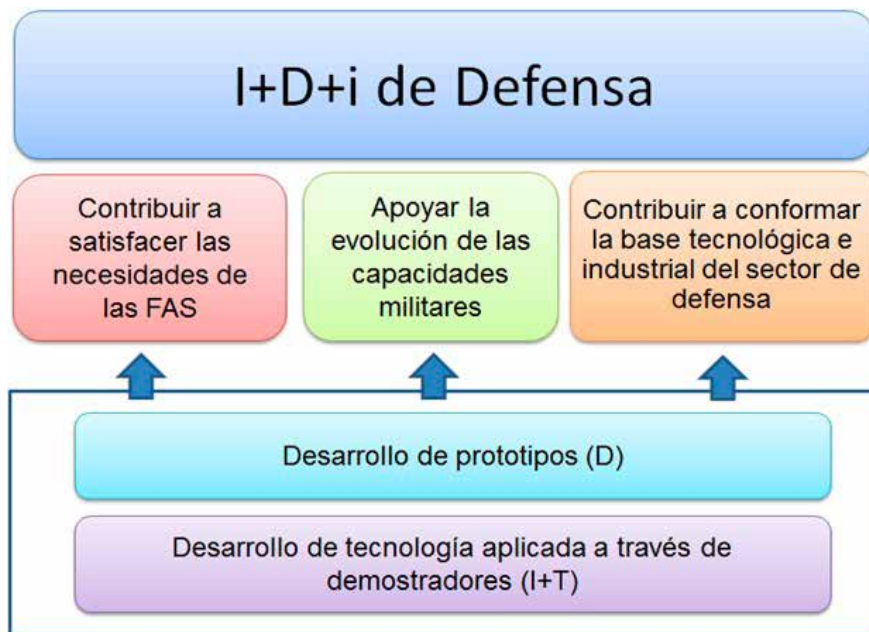 I+D+i de Defensa
Contribuir a
satisfacer las
necesidades de
las FAS
Apoyar la
evolución de las
capacidades
militares
Contribuir a conformar
la base tecnológica e
industrial del sector de
defensa
Desarrollo de prototipos (D)
Desarrollo de tecnología aplicada a través de
demostradores (I+T)